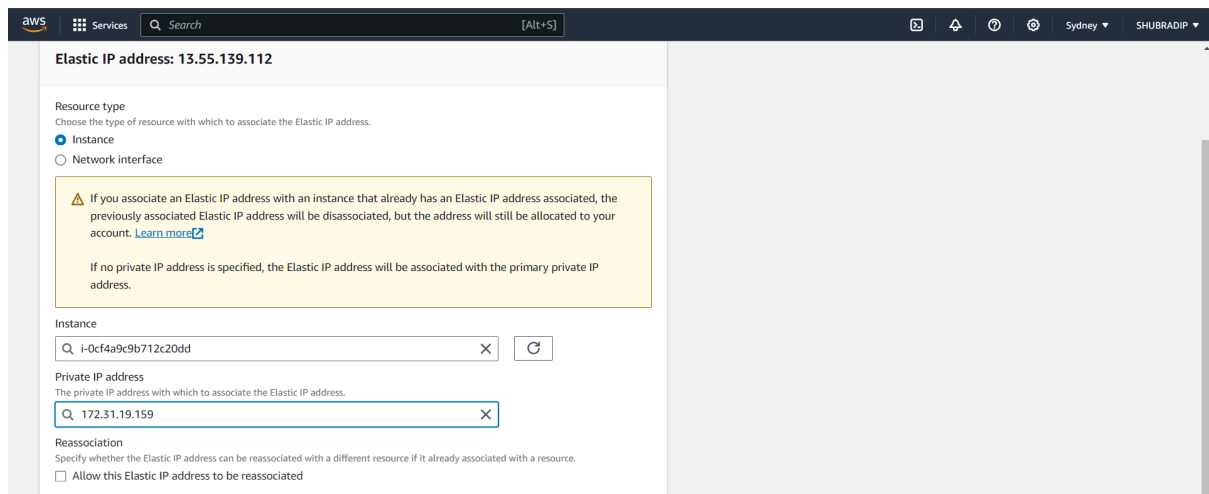 aws
Services
Search
[Alt+S]
Sydney
SHUBRADIP
Elastic IP address: 13.55.139.112
Resource type
Choose the type of resource with which to associate the Elastic IP address.
Instance
Network interface
If you associate an Elastic IP address with an instance that already has an Elastic IP address associated, the
previously associated Elastic IP address will be disassociated, but the address will still be allocated to your
account. Learn more
If no private IP address is specified, the Elastic IP address will be associated with the primary private IP
address.
Instance
i-0cf4a9c9b712c20dd
Private IP address
The private IP address with which to associate the Elastic IP address.
172.31.19.159
Reassociation
Specify whether the Elastic IP address can be reassociated with a different resource if it already associated with a resource.
Allow this Elastic IP address to be reassociated